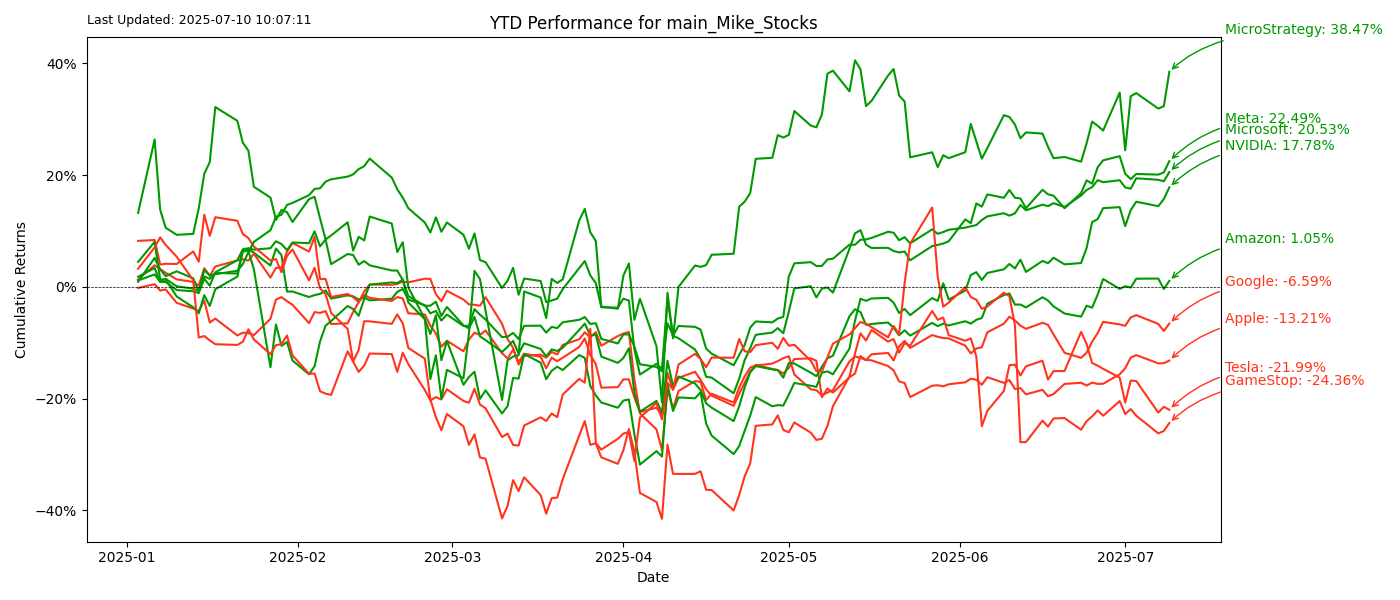 Last Updated: 2025-07-10 10:07:11
YTD Performance for main_Mike_Stocks
MicroStrategy: 38.47%
Meta: 22.49%
Microsoft: 20.53%
NVIDIA: 17.78%
Amazon: 1.05%
Google: -6.59%
Apple: -13.21%
Tesla: -21.99%
GameStop: -24.36%
Cumulative Returns
40%
20%
0%
−20%
−40%
2025-01
2025-02
2025-03
2025-04
2025-05
2025-06
2025-07
Date